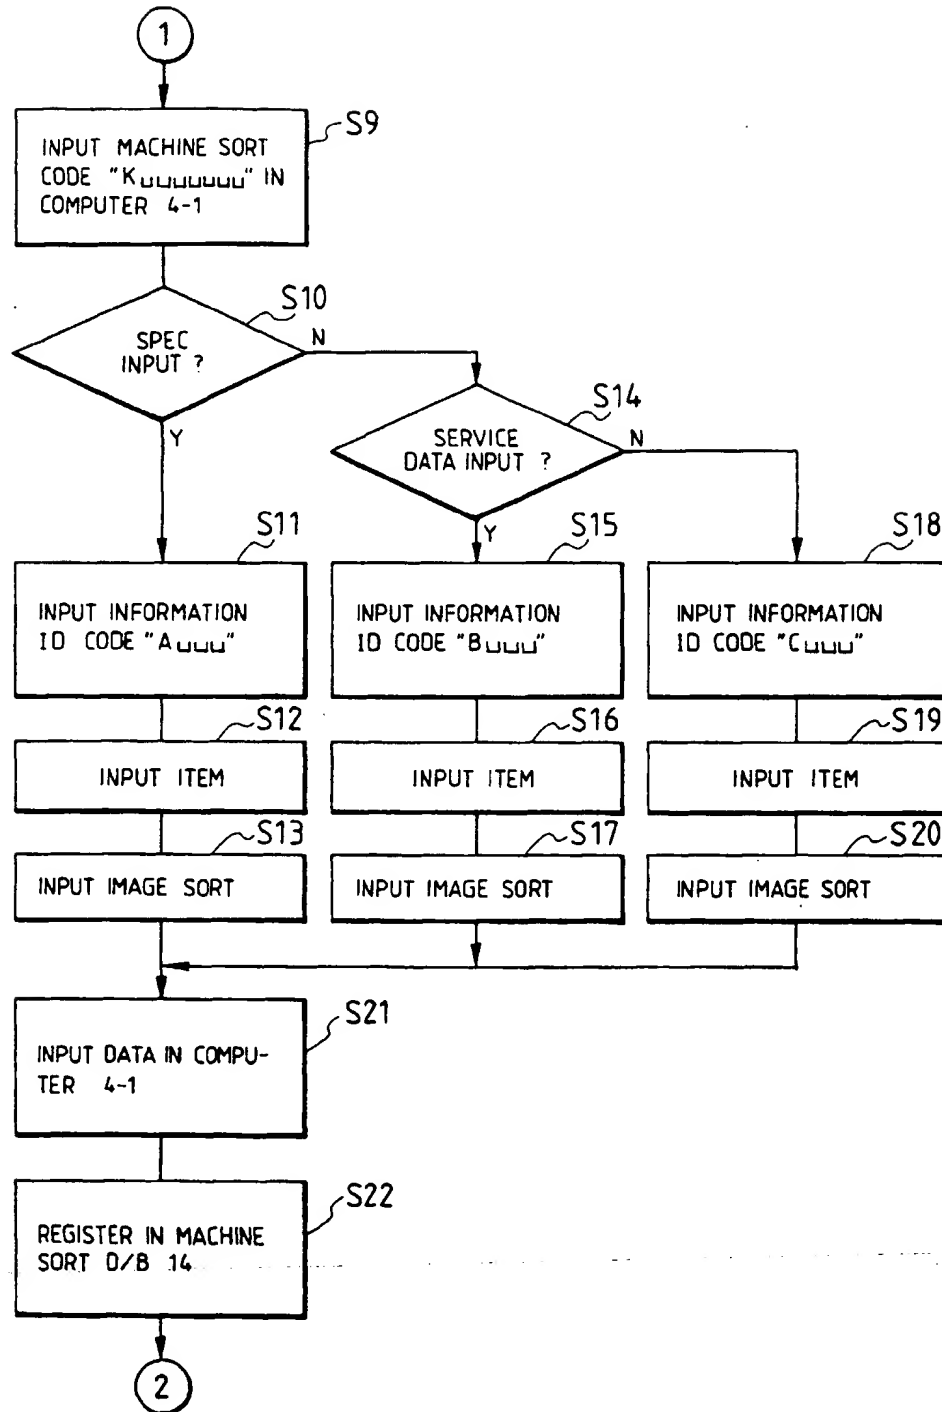 1
S9
INPUT MACHINE SORT
CODE "K␣␣␣␣␣␣␣" IN
COMPUTER 4-1
S10
SPEC
INPUT ?
N
Y
S14
SERVICE
DATA INPUT ?
N
Y
S11
INPUT INFORMATION
ID CODE "A␣␣␣"
S15
INPUT INFORMATION
ID CODE "B␣␣␣"
S18
INPUT INFORMATION
ID CODE "C␣␣␣"
S12
INPUT ITEM
S16
INPUT ITEM
S19
INPUT ITEM
S13
INPUT IMAGE SORT
S17
INPUT IMAGE SORT
S20
INPUT IMAGE SORT
S21
INPUT DATA IN COMPU-
TER 4-1
S22
REGISTER IN MACHINE
SORT D/B 14
2